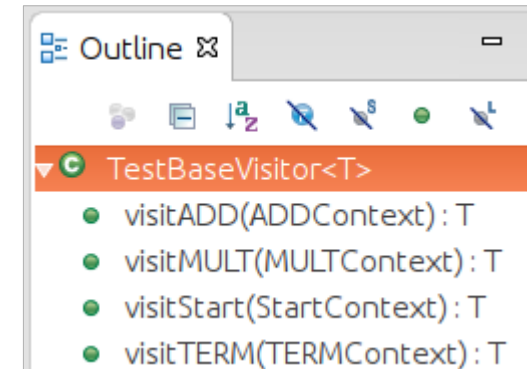 Outline
TestBaseVisitor<T>
visitADD(ADDContext) : T
visitMULT(MULTContext) : T
visitStart(StartContext) : T
visitTERM(TERMContext) : T